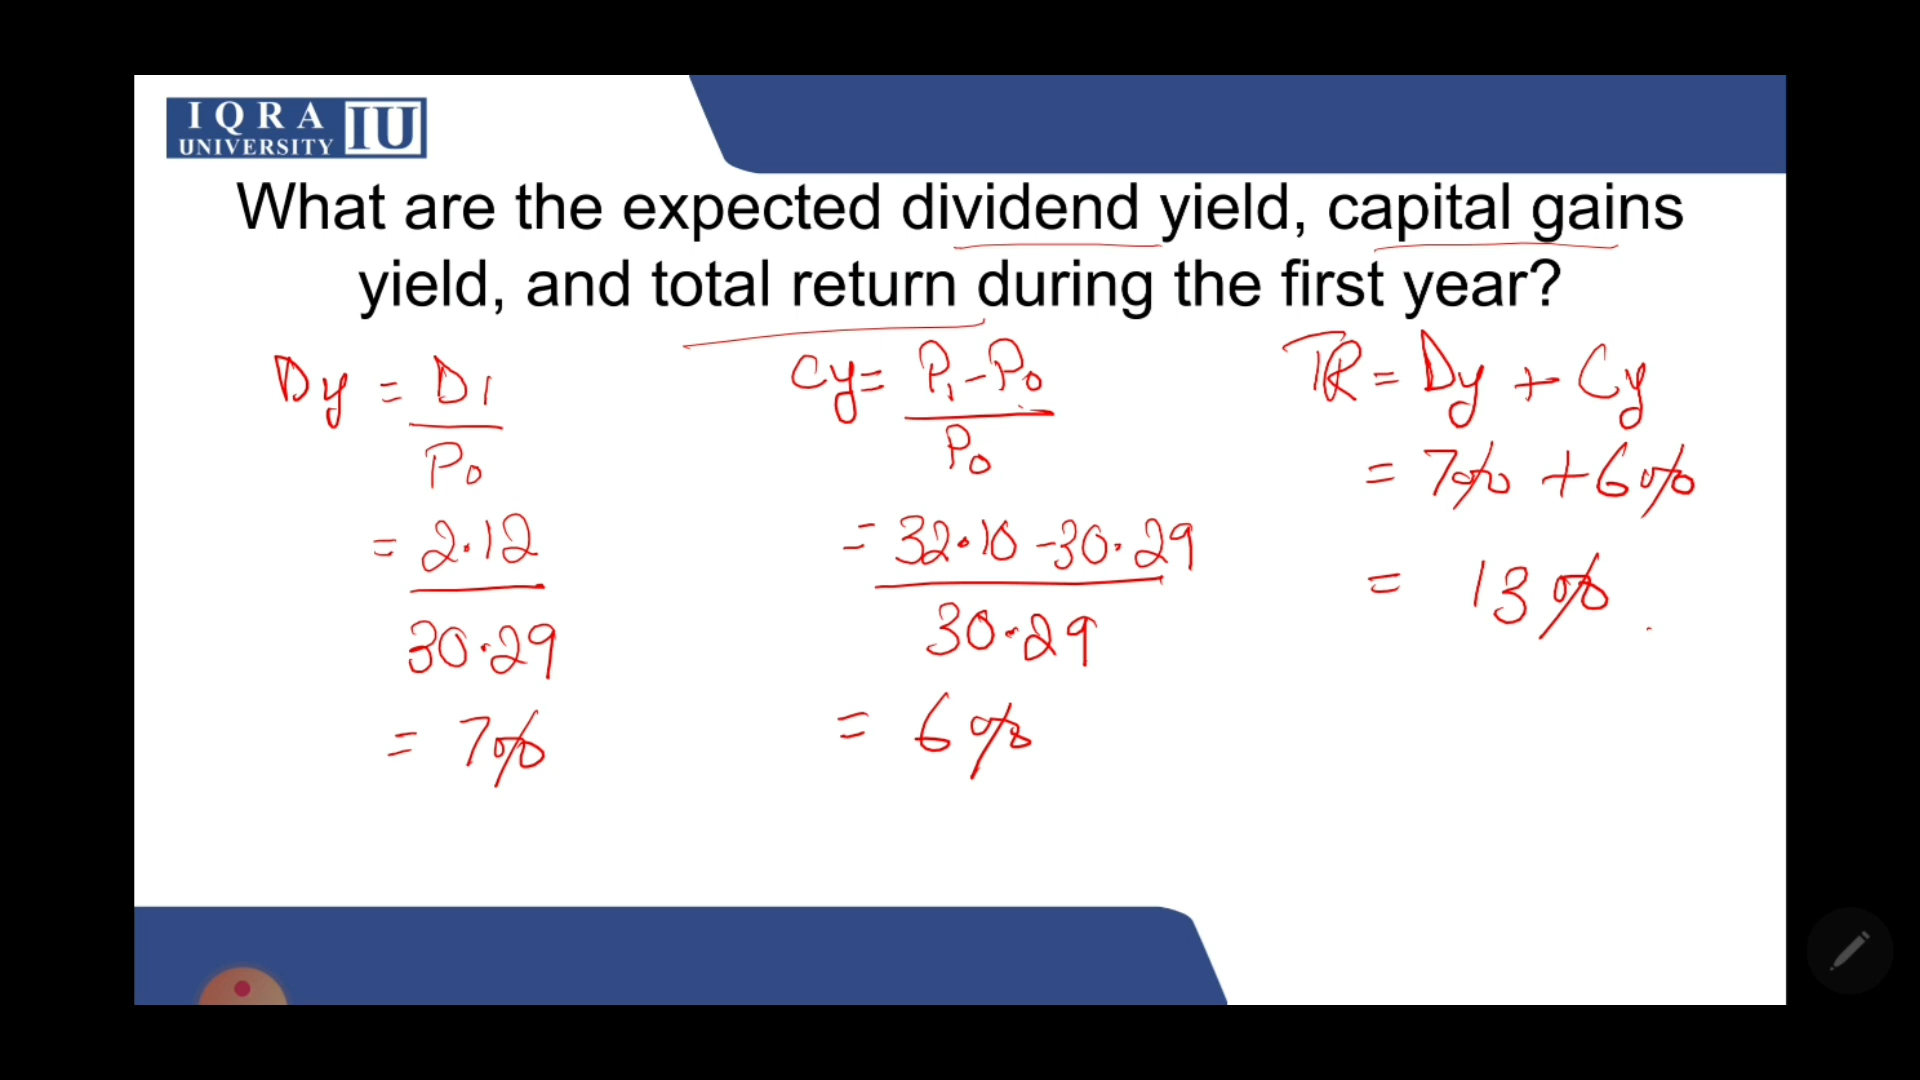 IQRA
UNIVERSITY IU
What are the expected dividend yield, capital gains
yield, and total return during the first year?
Dy = D1
P0
= 2.12
30.29
= 7%
Cy = P1-P0
P0
= 32.10 -30.29
30.29
= 6%
TR = Dy + Cy
= 7% + 6%
= 13%